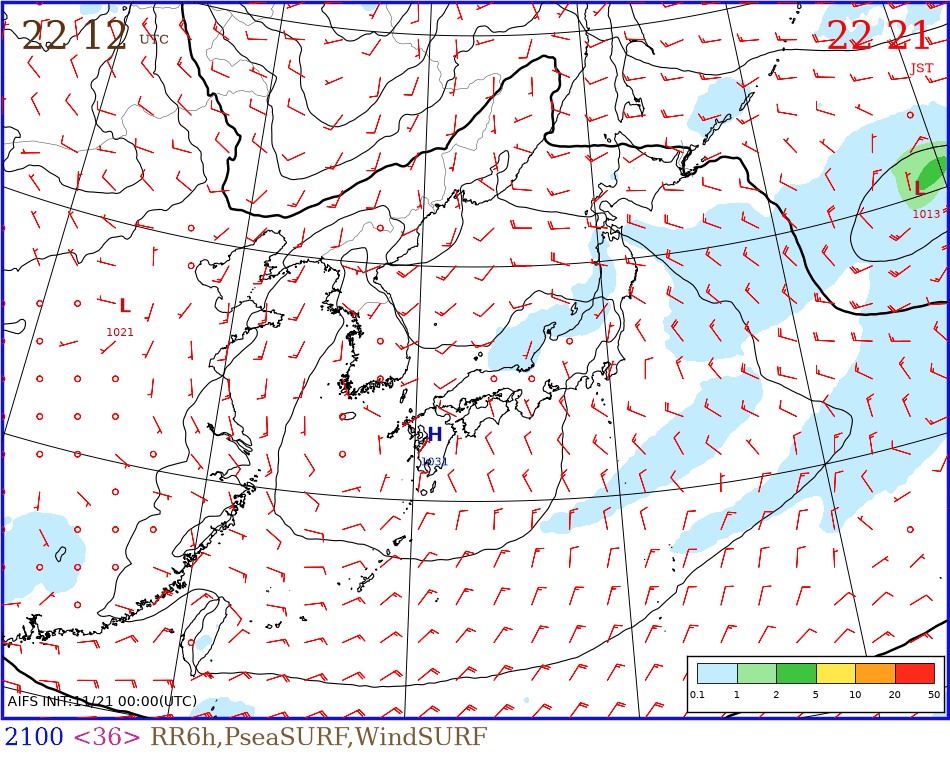 22 12 UTC
22 21
JST
L
1013
L
1021
H
1031
0.1 1 2 5 10 20 50
AIFS INIT:11/21 00:00(UTC)
2100 <36> RR6h,PseaSURF,WindSURF